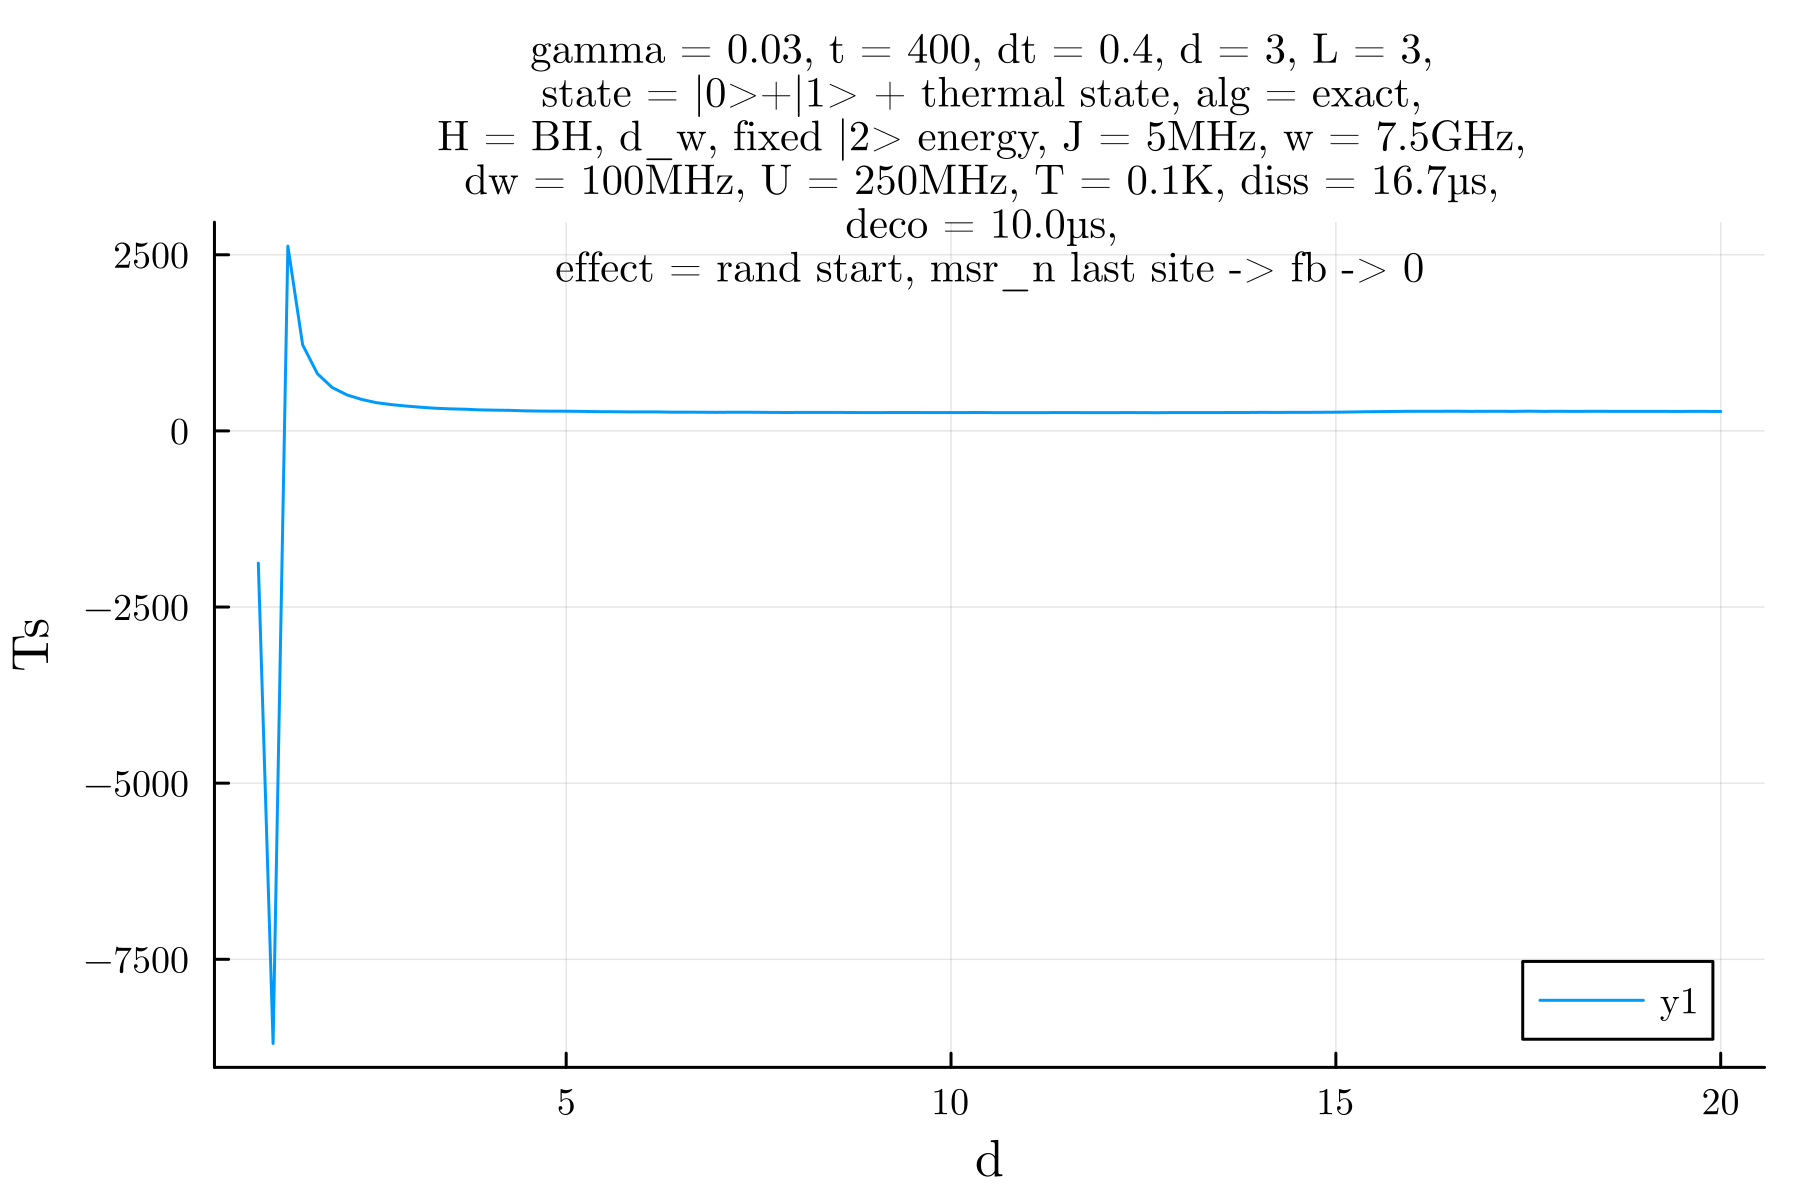 gamma = 0.03, t = 400, dt = 0.4, d = 3, L = 3,
state = |0>+|1> + thermal state, alg = exact,
H = BH, d_w, fixed |2> energy, J = 5MHz, w = 7.5GHz,
dw = 100MHz, U = 250MHz, T = 0.1K, diss = 16.7µs,
deco = 10.0µs,
effect = rand start, msr_n last site -> fb -> 0
2500
0
−2500
−5000
−7500
Ts
y1
5
10
15
20
d